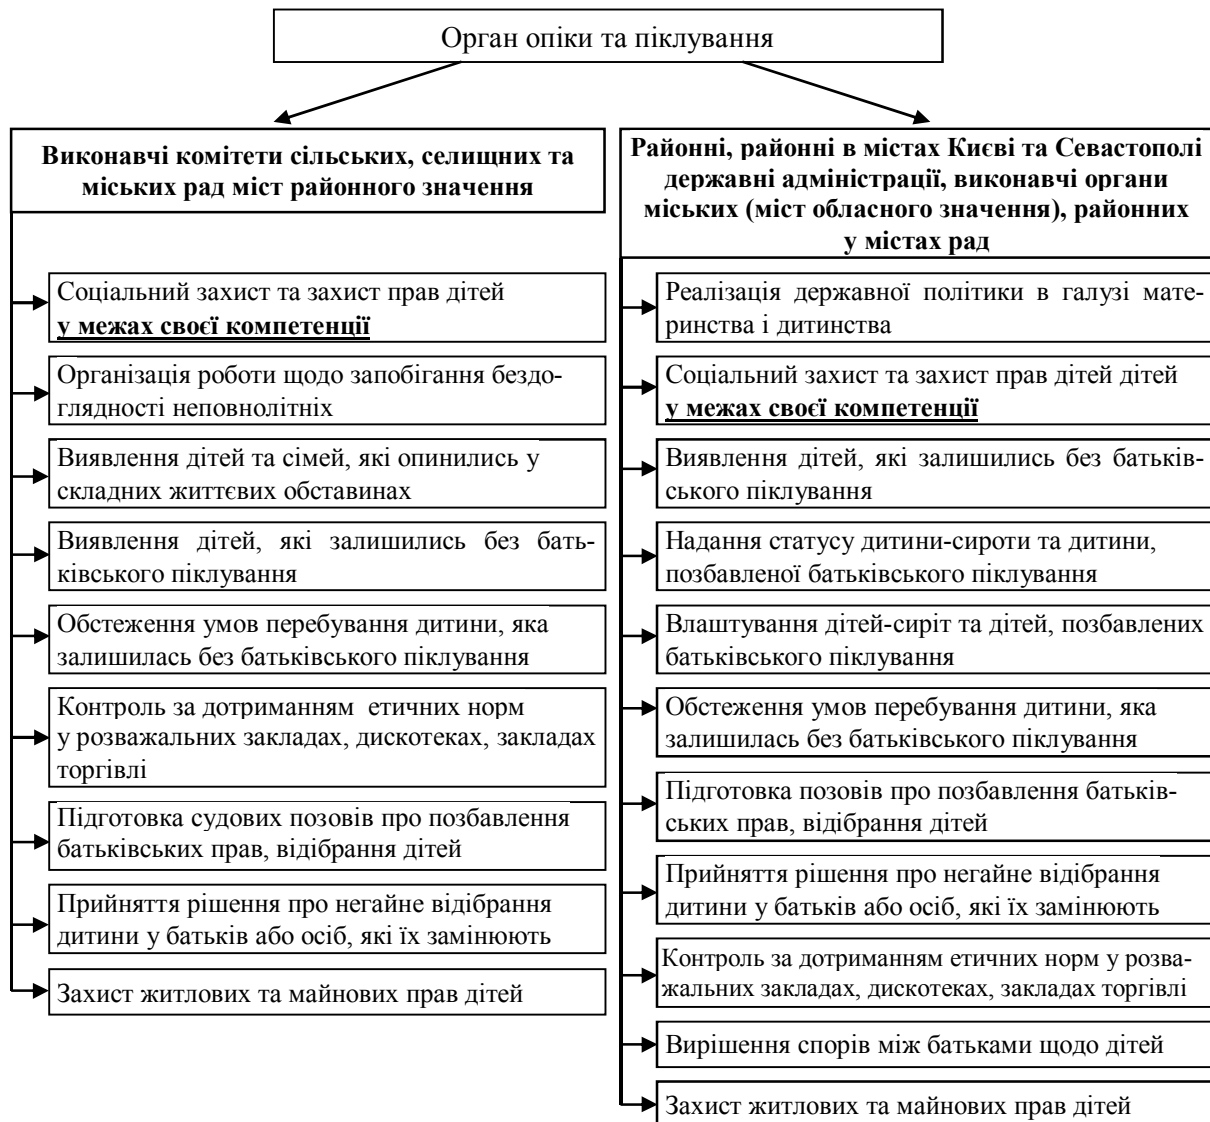 Орган опіки та піклування
Виконавчі комітети сільських, селищних та
міських рад міст районного значення
Соціальний захист та захист прав дітей
у межах своєї компетенції
Організація роботи щодо запобігання бездо-
глядності неповнолітніх
Виявлення дітей та сімей, які опинились у
складних життєвих обставинах
Виявлення дітей, які залишились без бать-
ківського піклування
Обстеження умов перебування дитини, яка
залишилась без батьківського піклування
Контроль за дотриманням етичних норм
у розважальних закладах, дискотеках, закладах
торгівлі
Підготовка судових позовів про позбавлення
батьківських прав, відібрання дітей
Прийняття рішення про негайне відібрання
дитини у батьків або осіб, які їх замінюють
Захист житлових та майнових прав дітей
Районні, районні в містах Києві та Севастополі
державні адміністрації, виконавчі органи
міських (міст обласного значення), районних
у містах рад
Реалізація державної політики в галузі мате-
ринства і дитинства
Соціальний захист та захист прав дітей дітей
у межах своєї компетенції
Виявлення дітей, які залишились без батьків-
ського піклування
Надання статусу дитини-сироти та дитини,
позбавленої батьківського піклування
Влаштування дітей-сиріт та дітей, позбавлених
батьківського піклування
Обстеження умов перебування дитини, яка
залишилась без батьківського піклування
Підготовка позовів про позбавлення батьків-
ських прав, відібрання дітей
Прийняття рішення про негайне відібрання
дитини у батьків або осіб, які їх замінюють
Контроль за дотриманням етичних норм у розва-
жальних закладах, дискотеках, закладах торгівлі
Вирішення спорів між батьками щодо дітей
Захист житлових та майнових прав дітей